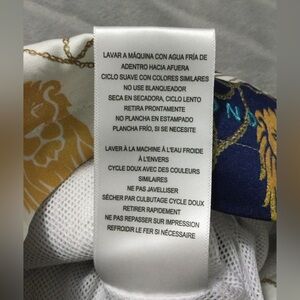 LAVAR A MÁQUINA CON AGUA FRÍA DE
ADENTRO HACIA AFUERA
CICLO SUAVE CON COLORES SIMILARES
NO USE BLANQUEADOR
SECA EN SECADORA, CICLO LENTO
RETIRA PRONTO
NO PLANCHA EN ESTAMPADO
PLANCHA FRÍO, SI SE NECESITE
LAVER À LA MACHINE À L'EAU FROIDE
À L'ENVERS
CYCLE DOUX AVEC DES COULEURS
SIMILAIRES
NE PAS JAVELLISER
SÉCHER PAR CULBUTAGE CYCLE DOUX
RETIRER RAPIDEMENT
NE PAS REPASSER SUR IMPRESSION
REFROIDIR LE FER SI NÉCESSAIRE